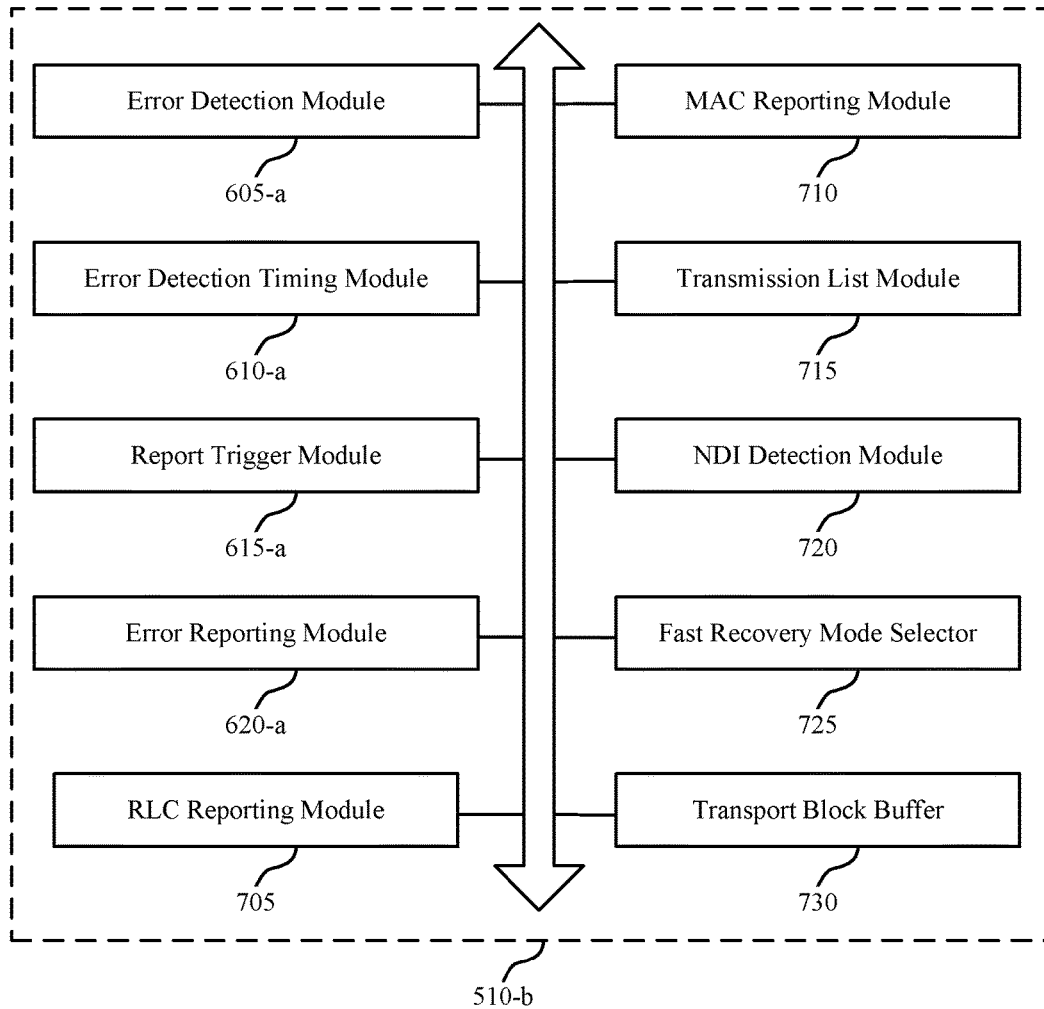 Error Detection Module
605-a
MAC Reporting Module
710
Error Detection Timing Module
610-a
Transmission List Module
715
Report Trigger Module
615-a
NDI Detection Module
720
Error Reporting Module
620-a
Fast Recovery Mode Selector
725
RLC Reporting Module
705
Transport Block Buffer
730
510-b